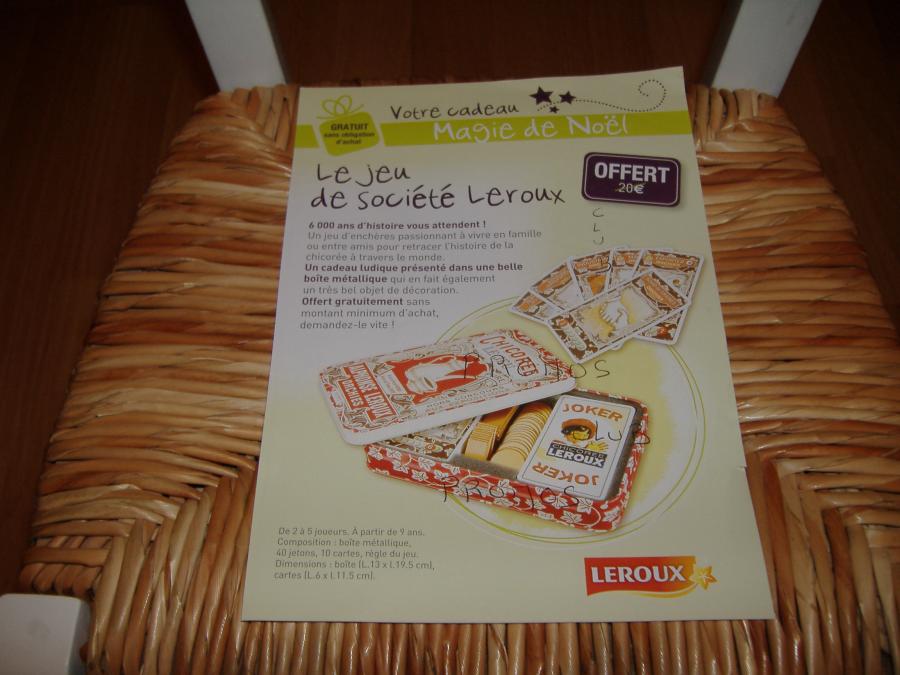 GRATUIT
sans obligation
d'achat
Votre cadeau
Magie de Noël
Le jeu
de société Leroux
OFFERT
20€
6 000 ans d'histoire vous attendent !
Un jeu d'enchères passionnant à vivre en famille
ou entre amis pour retracer l'histoire de la
chicorée à travers le monde.
Un cadeau ludique présenté dans une belle
boîte métallique qui en fait également
un très bel objet de décoration.
Offert gratuitement sans
montant minimum d'achat,
demandez-le vite !
C
L
CHICORÉE
ALPHONSE LEROUX
ORCHIES
JOKER
CHICORÉE
LEROUX
JOKER
De 2 à 5 joueurs. À partir de 9 ans.
Composition : boîte métallique,
40 jetons, 10 cartes, règle du jeu.
Dimensions : boîte (L.13 x l.19.5 cm),
cartes (L.6 x l.11.5 cm).
LEROUX